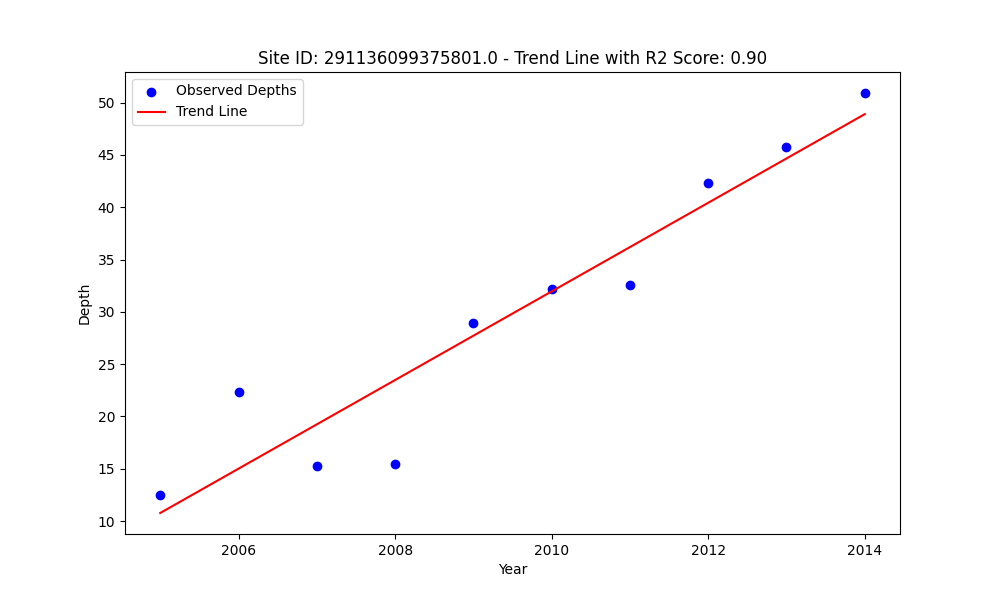 Site ID: 291136099375801.0 - Trend Line with R2 Score: 0.90
Observed Depths
Trend Line
50
45
40
35
30
25
20
15
10
Depth
2006 2008 2010 2012 2014
Year